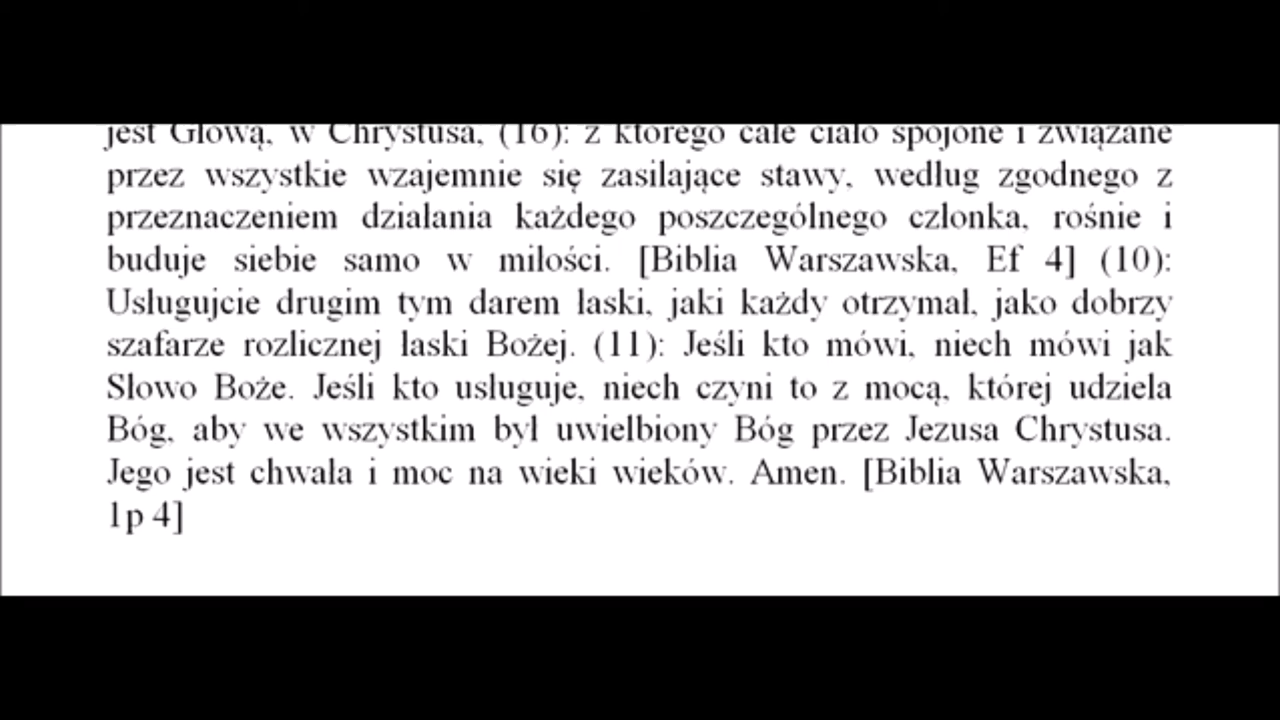 jest Głową, w Chrystusa, (16): z którego całe ciało spojone i związane
przez wszystkie wzajemnie się zasilające stawy, według zgodnego z
przeznaczeniem działania każdego poszczególnego członka, rośnie i
buduje siebie samo w miłości. [Biblia Warszawska, Ef 4] (10):
Usługujcie drugim tym darem łaski, jaki każdy otrzymał, jako dobrzy
szafarze rozlicznej łaski Bożej. (11): Jeśli kto mówi, niech mówi jak
Słowo Boże. Jeśli kto usługuje, niech czyni to z mocą, której udziela
Bóg, aby we wszystkim był uwielbiony Bóg przez Jezusa Chrystusa.
Jego jest chwała i moc na wieki wieków. Amen. [Biblia Warszawska,
1p 4]